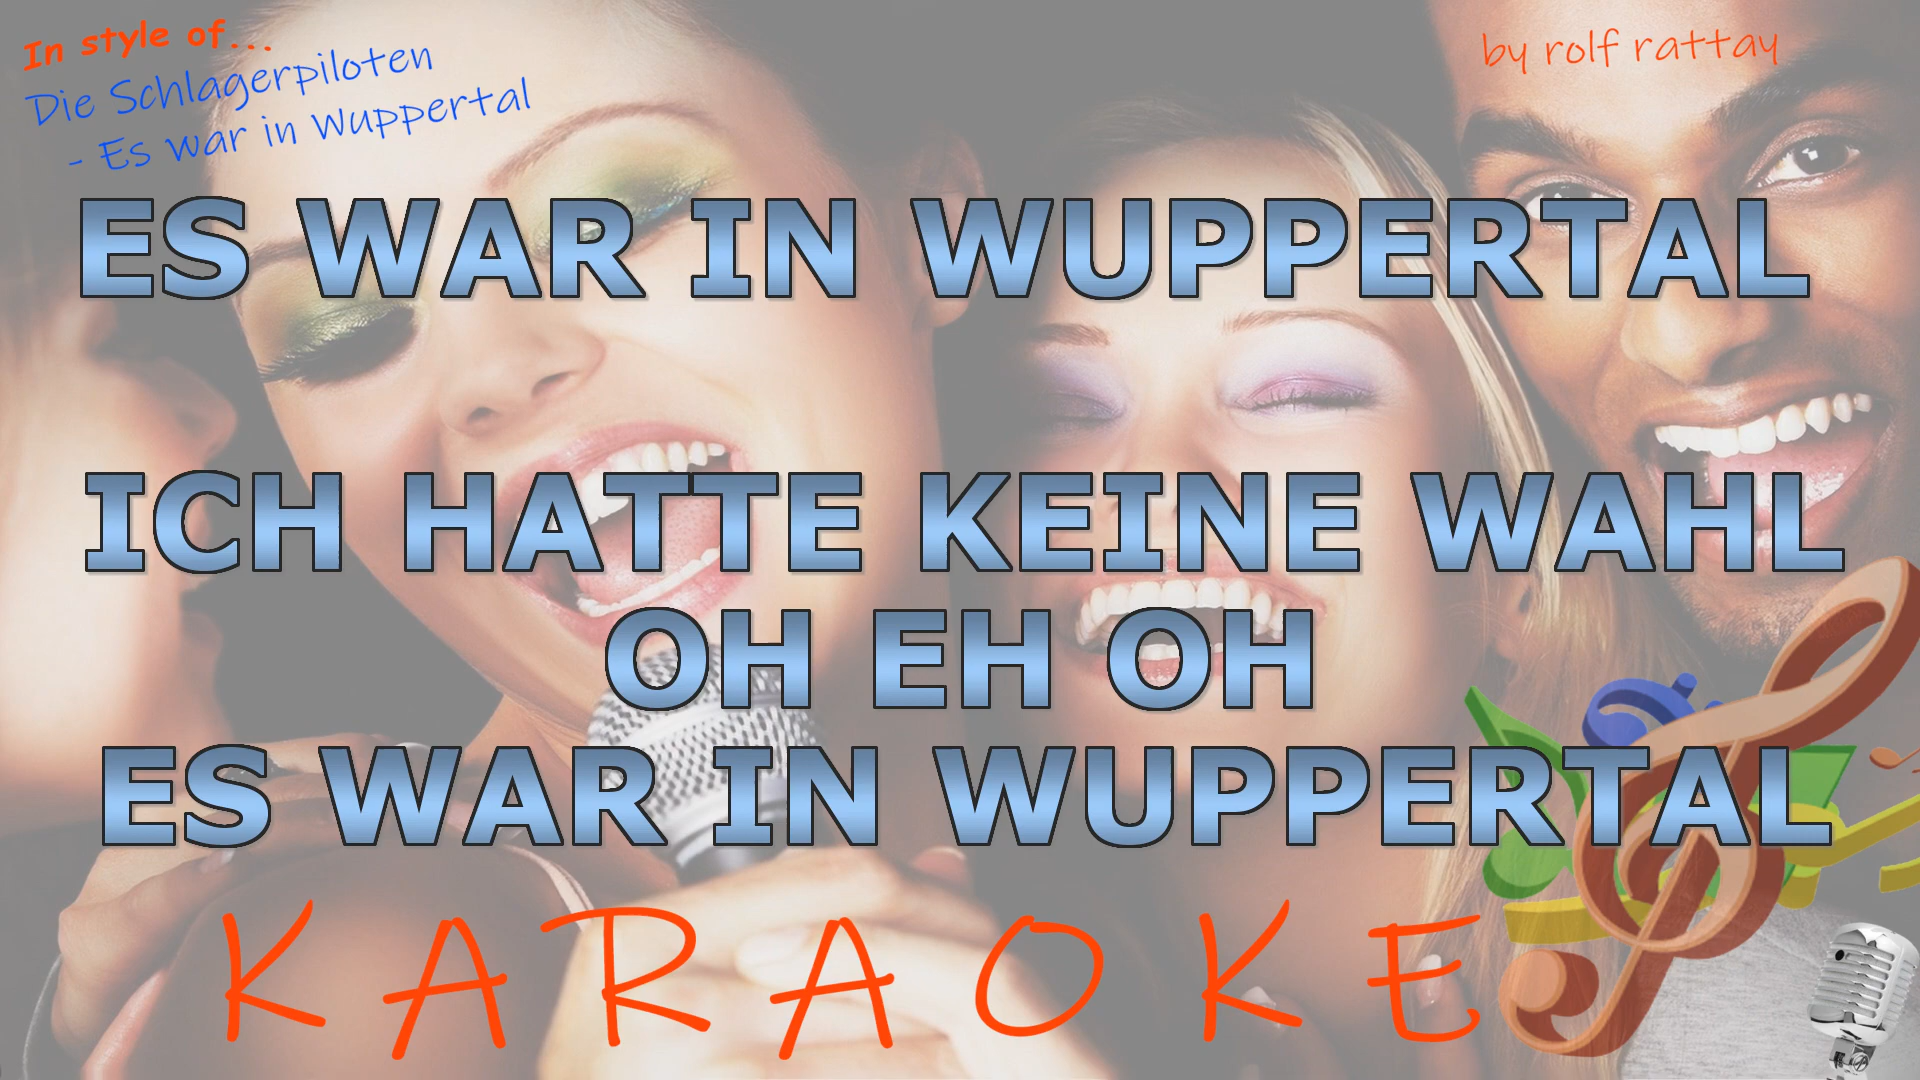 In style of...
Die Schlagerpiloten
- Es war in Wuppertal
by rolf rattay
ES WAR IN WUPPERTAL
ICH HATTE KEINE WAHL
OH EH OH
ES WAR IN WUPPERTAL
KARAOKE